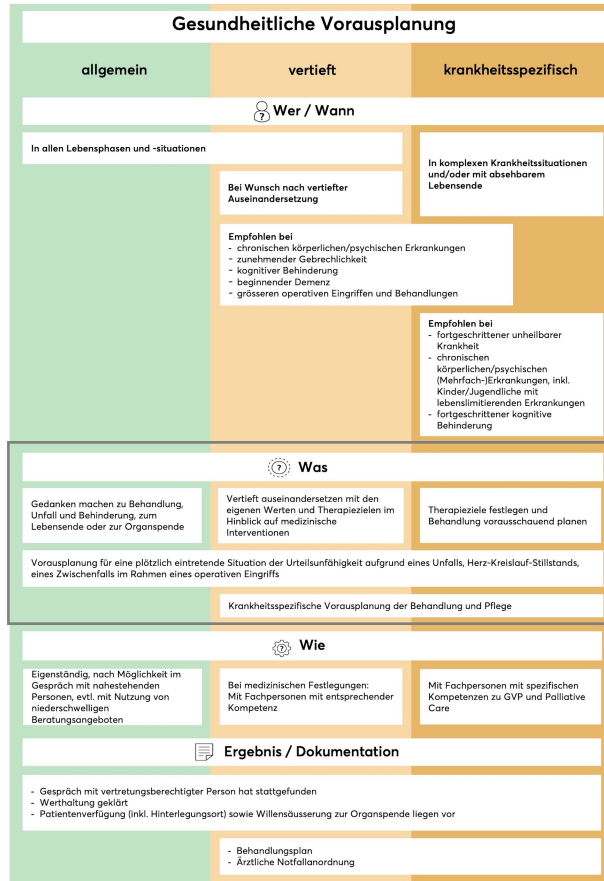 Gesundheitliche Vorausplanung
allgemein
vertieft
krankheitsspezifisch
Wer / Wann
In allen Lebensphasen und -situationen
In komplexen Krankheitssituationen
und/oder mit absehbarem
Lebensende
Bei Wunsch nach vertiefter
Auseinandersetzung
Empfohlen bei
- chronischen körperlichen/psychischen Erkrankungen
- zunehmender Gebrechlichkeit
- kognitiver Behinderung
- beginnender Demenz
- grösseren operativen Eingriffen und Behandlungen
Empfohlen bei
- fortgeschrittener unheilbarer
Krankheit
- chronischen
körperlichen/psychischen
(Mehrfach-)Erkrankungen, inkl.
Kinder/Jugendliche mit
lebenslimitierenden Erkrankungen
- fortgeschrittener kognitive
Behinderung
Was
Gedanken machen zu Behandlung,
Unfall und Behinderung, zum
Lebensende oder zur Organspende
Vertieft auseinandersetzen mit den
eigenen Werten und Therapiezielen im
Hinblick auf medizinische
Interventionen
Therapieziele festlegen und
Behandlung vorausschauend planen
Vorausplanung für eine plötzlich eintretende Situation der Urteilsunfähigkeit aufgrund eines Unfalls, Herz-Kreislauf-Stillstands,
eines Zwischenfalls im Rahmen eines operativen Eingriffs
Krankheitsspezifische Vorausplanung der Behandlung und Pflege
Wie
Eigenständig, nach Möglichkeit im
Gespräch mit nahestehenden
Personen, evtl. mit Nutzung von
niederschwelligen
Beratungsangeboten
Bei medizinischen Festlegungen:
Mit Fachpersonen mit entsprechender
Kompetenz
Mit Fachpersonen mit spezifischen
Kompetenzen zu GVP und Palliative
Care
Ergebnis / Dokumentation
- Gespräch mit vertretungsberechtigter Person hat stattgefunden
- Werthaltung geklärt
- Patientenverfügung (inkl. Hinterlegungsort) sowie Willensäusserung zur Organspende liegen vor
- Behandlungsplan
- Ärztliche Notfallanordnung